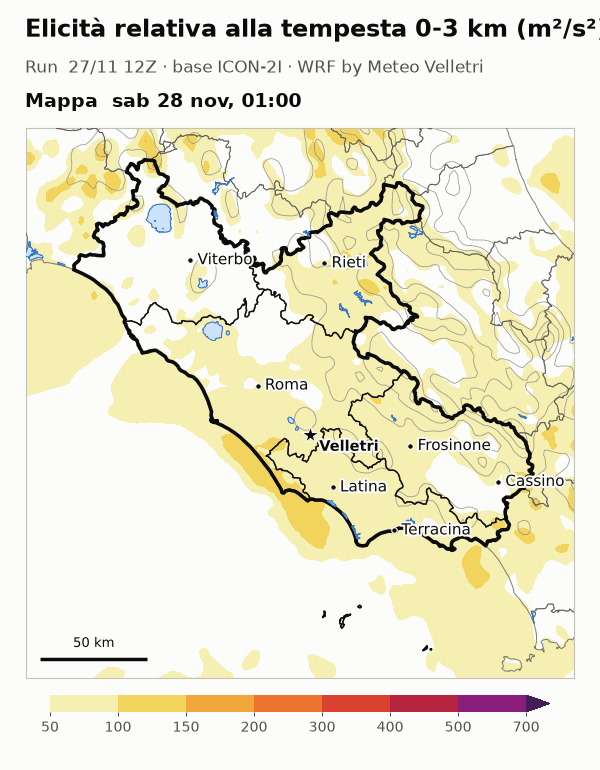 Elicità relativa alla tempesta 0-3 km (m²/s²)
Run 27/11 12Z · base ICON-2I · WRF by Meteo Velletri
Mappa sab 28 nov, 01:00
Viterbo
Rieti
Roma
Velletri
Frosinone
Cassino
Latina
Terracina
50 km
50 100 150 200 300 400 500 700